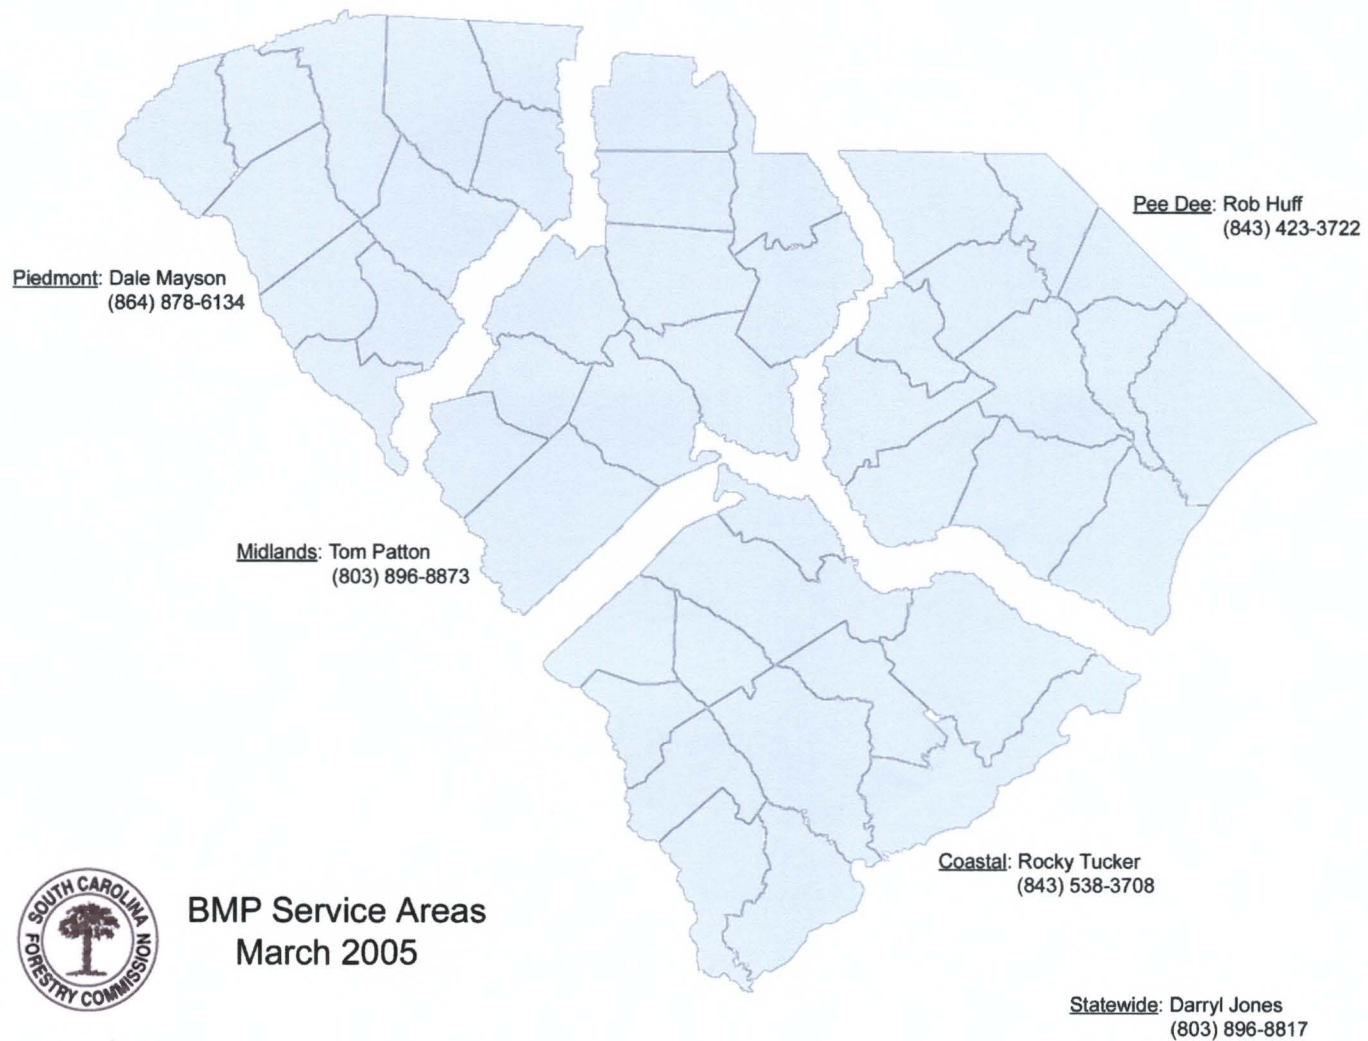 Pee Dee: Rob Huff
(843) 423-3722
Piedmont: Dale Mayson
(864) 878-6134
Midlands: Tom Patton
(803) 896-8873
Coastal: Rocky Tucker
(843) 538-3708
SOUTH CAROLINA
FORESTRY COMMISSION
BMP Service Areas
March 2005
Statewide: Darryl Jones
(803) 896-8817